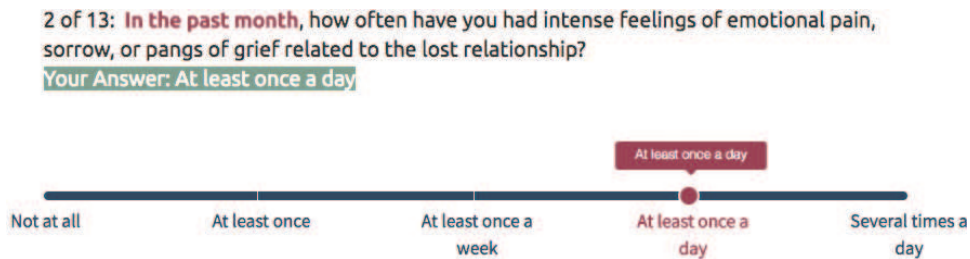 2 of 13: In the past month, how often have you had intense feelings of emotional pain,
sorrow, or pangs of grief related to the lost relationship?
Your Answer: At least once a day
At least once a day
Not at all
At least once
At least once a
week
At least once a
day
Several times a
day